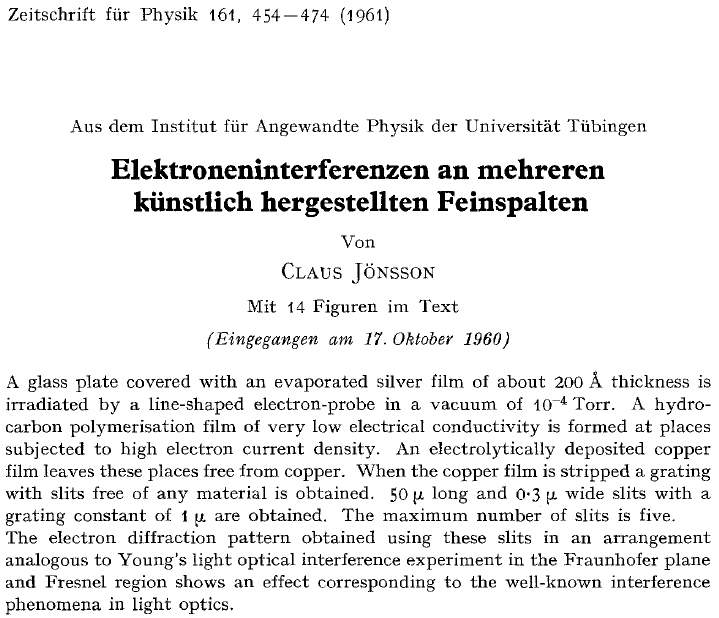 Zeitschrift für Physik 161, 454—474 (1961)
Aus dem Institut für Angewandte Physik der Universität Tübingen
Elektroneninterferenzen an mehreren
künstlich hergestellten Feinspalten
Von
CLAUS JÖNSSON
Mit 14 Figuren im Text
(Eingegangen am 17. Oktober 1960)
A glass plate covered with an evaporated silver film of about 200 Å thickness is
irradiated by a line-shaped electron-probe in a vacuum of 10⁻⁴ Torr. A hydro-
carbon polymerisation film of very low electrical conductivity is formed at places
subjected to high electron current density. An electrolytically deposited copper
film leaves these places free from copper. When the copper film is stripped a grating
with slits free of any material is obtained. 50 μ long and 0·3 μ wide slits with a
grating constant of 1 μ are obtained. The maximum number of slits is five.
The electron diffraction pattern obtained using these slits in an arrangement
analogous to Young's light optical interference experiment in the Fraunhofer plane
and Fresnel region shows an effect corresponding to the well-known interference
phenomena in light optics.